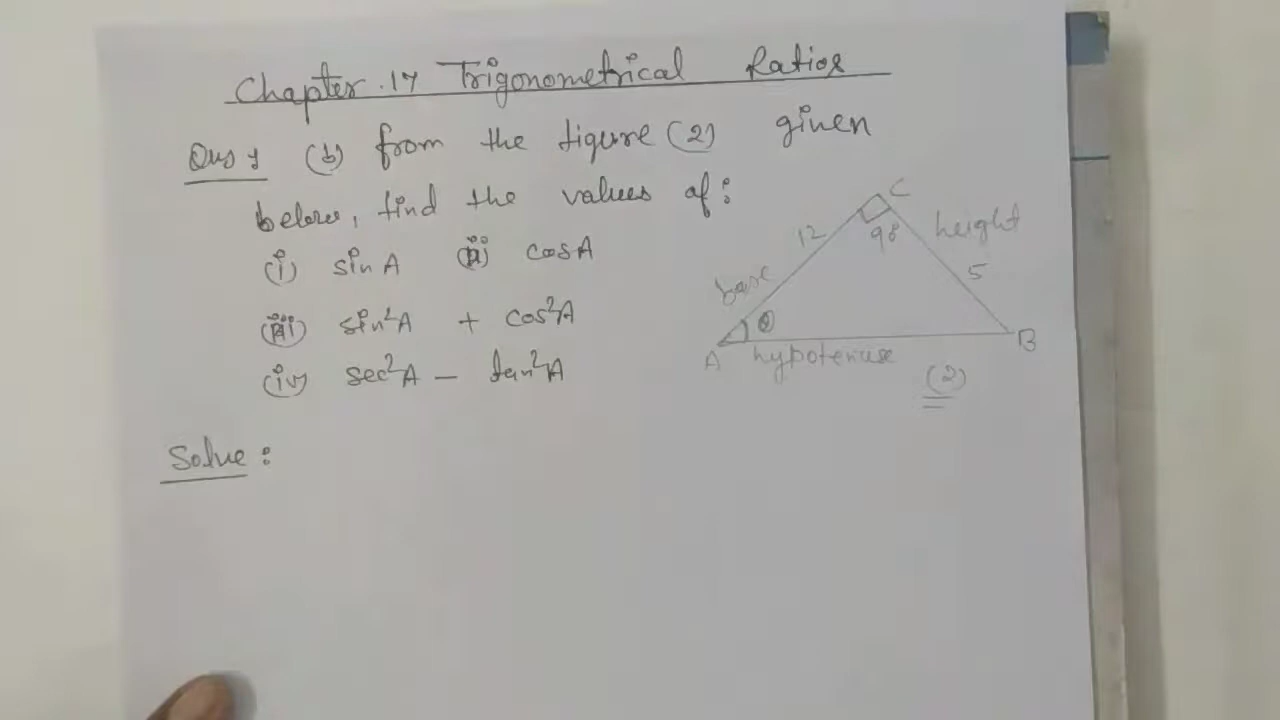 Chapter.17 Trigonometrical Ratios
Qus 1 (b) from the figure (2) given
below, find the values of:
(i) sin A (ii) cos A
(iii) sin²A + cos²A
(iv) sec²A - tan²A
Solve:
C
12
90
height
base
5
θ
A
hypotenuse
B
(2)